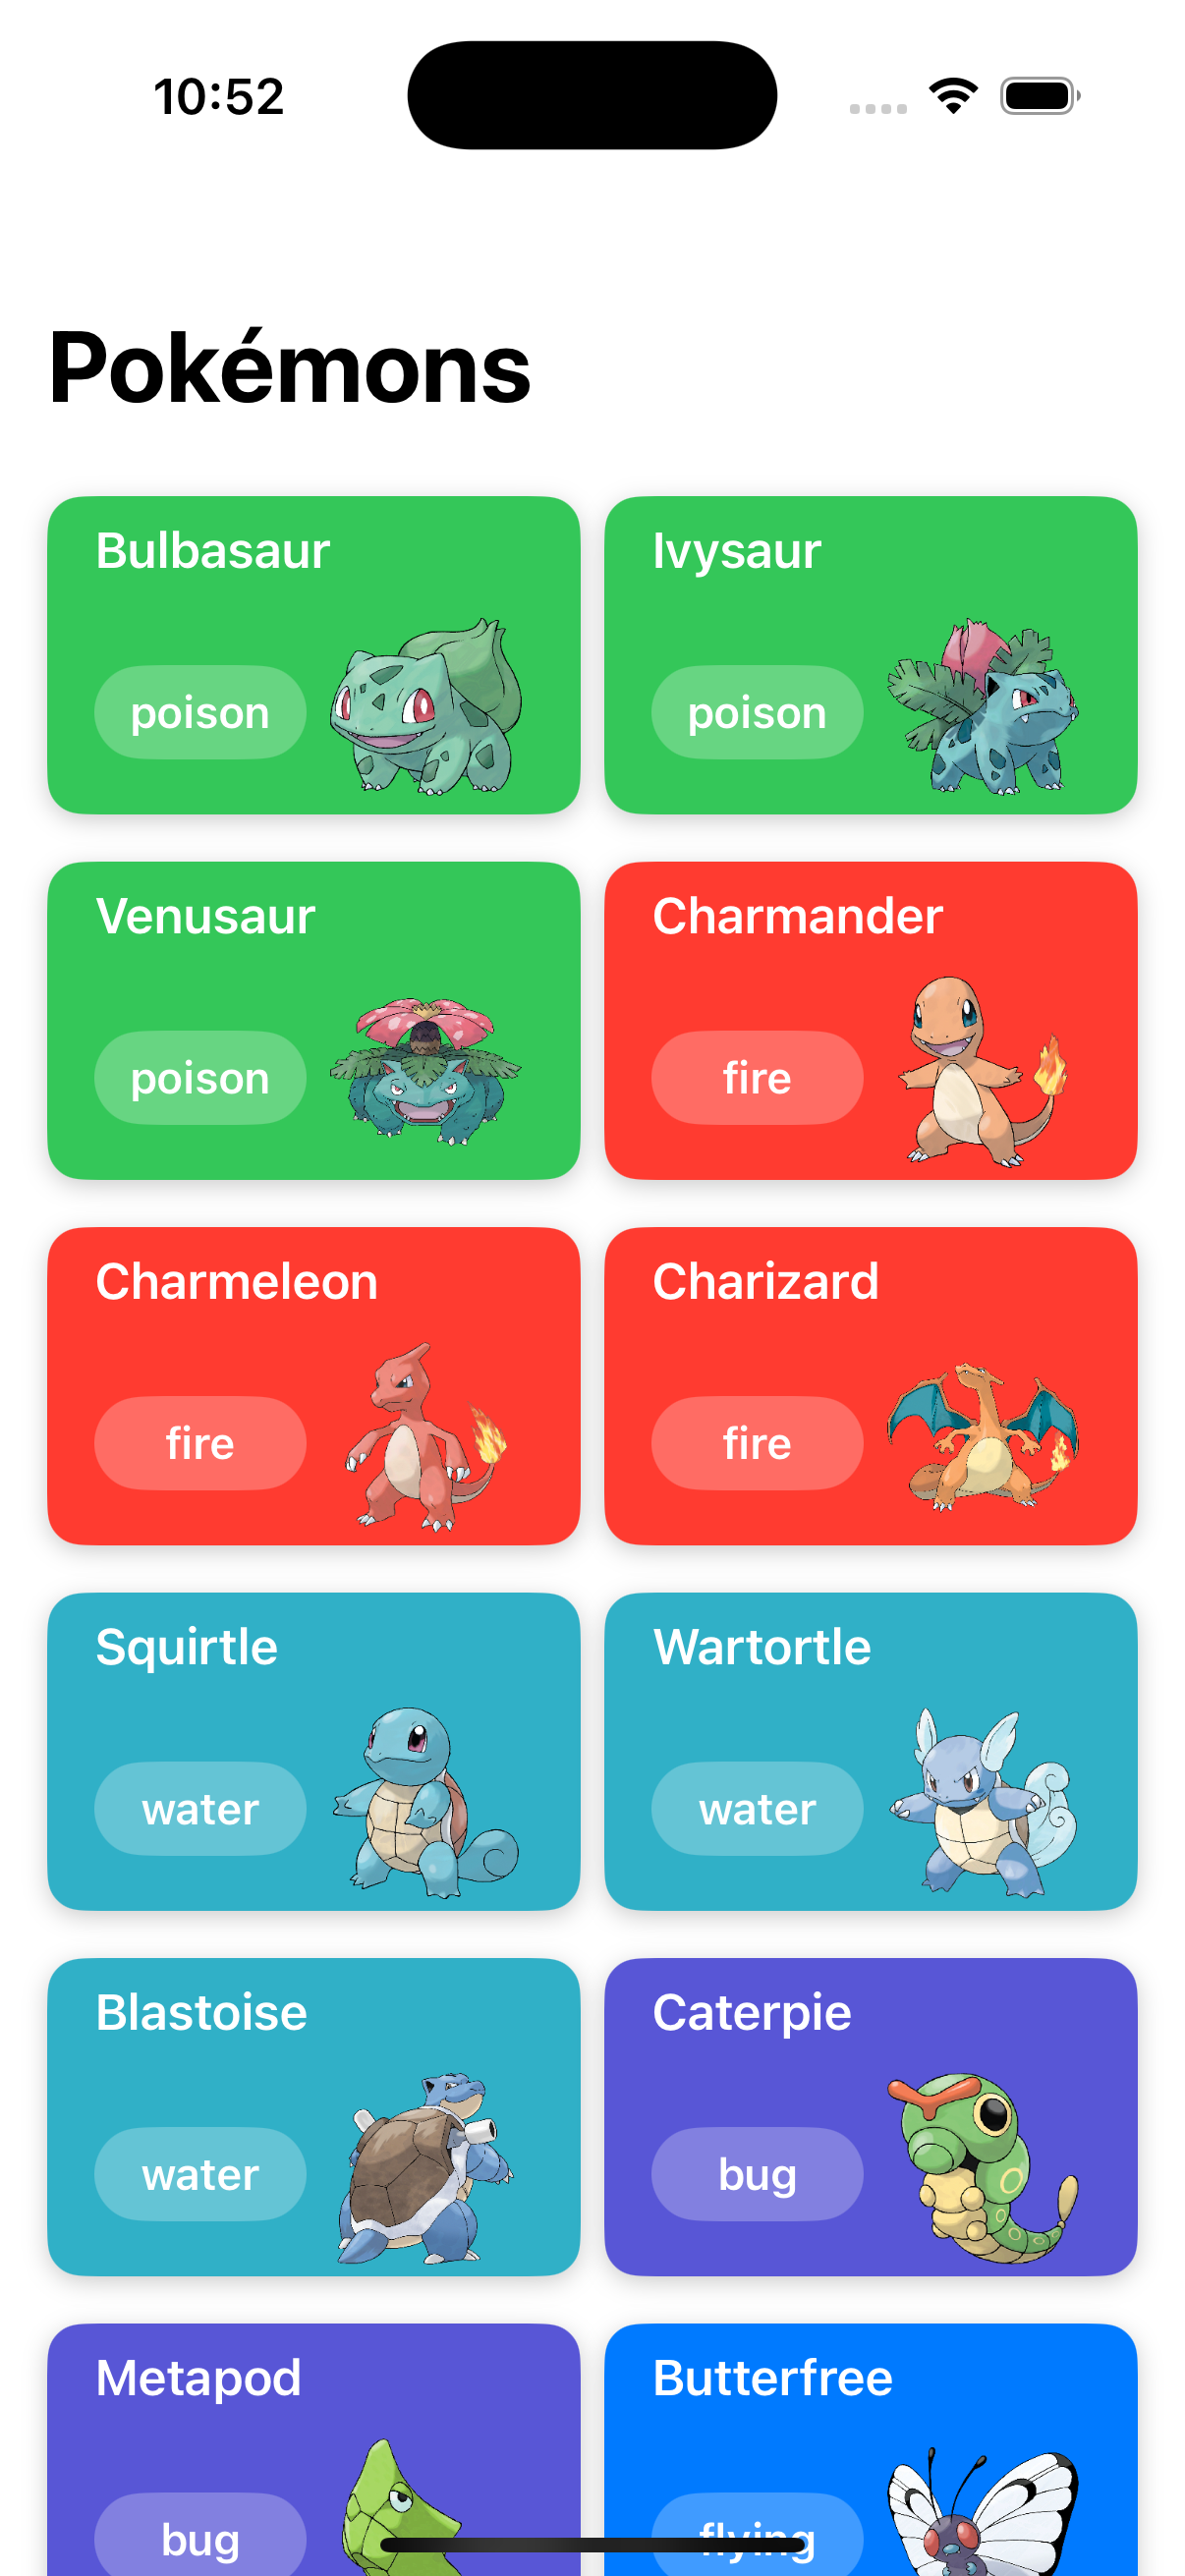 10:52
Pokémons
Bulbasaur
poison
Ivysaur
poison
Venusaur
poison
Charmander
fire
Charmeleon
fire
Charizard
fire
Squirtle
water
Wartortle
water
Blastoise
water
Caterpie
bug
Metapod
bug
Butterfree
flying